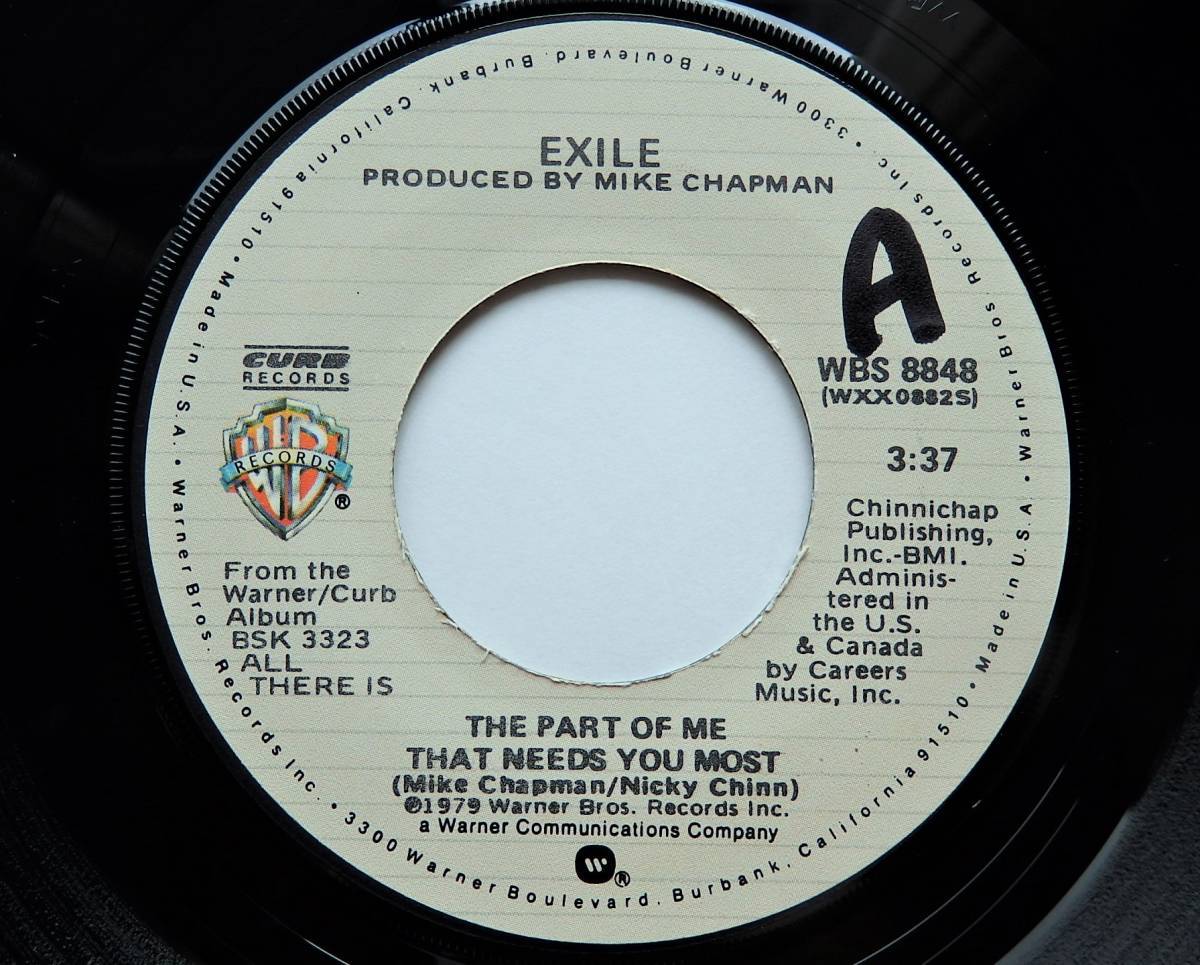 EXILE
PRODUCED BY MIKE CHAPMAN
A
WBS 8848
(WXX0882S)
3:37
Chinnichap
Publishing,
Inc.-BMI.
Adminis-
tered in
the U.S.
& Canada
by Careers
Music, Inc.
CURB
RECORDS
WB
RECORDS
®
From the
Warner/Curb
Album
BSK 3323
ALL
THERE IS
THE PART OF ME
THAT NEEDS YOU MOST
(Mike Chapman/Nicky Chinn)
℗1979 Warner Bros. Records Inc.
a Warner Communications Company
®
Warner Bros. Records Inc. • 3300 Warner Boulevard, Burbank, California 91510 • Made in U.S.A. • Warner Bros. Records Inc. • 3300 Warner Boulevard, Burbank, California 91510 • Made in U.S.A. •